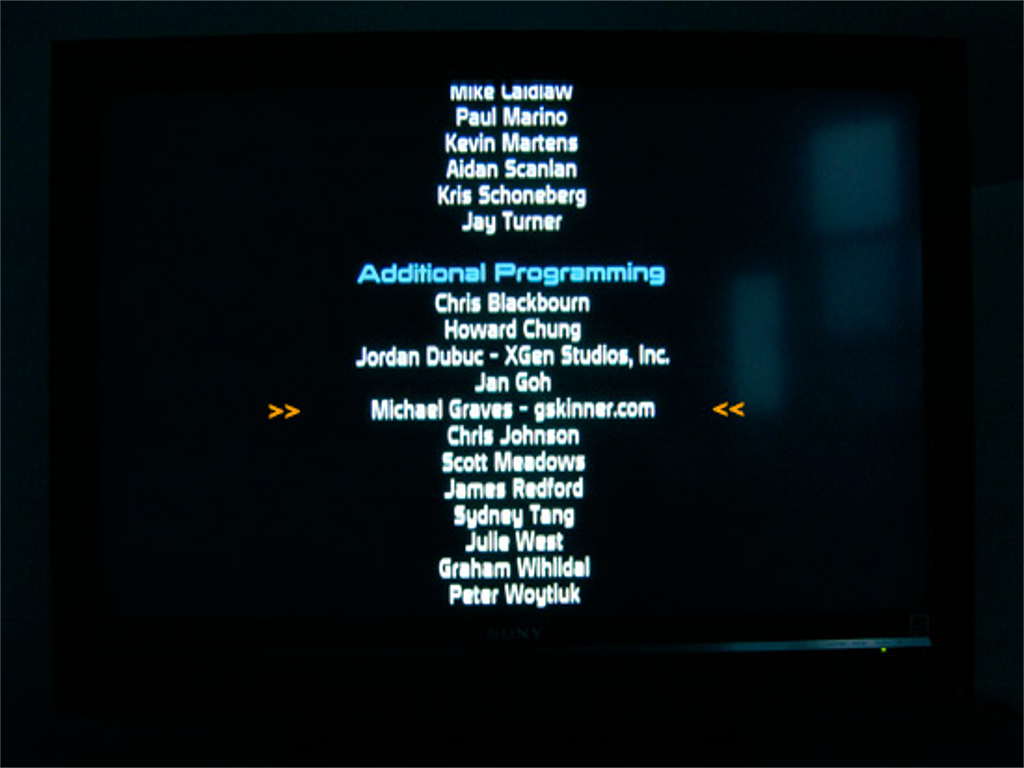 Mike Laidlaw
Paul Marino
Kevin Martens
Aidan Scanlan
Kris Schoneberg
Jay Turner
Additional Programming
Chris Blackbourn
Howard Chung
Jordan Dubuc - XGen Studios, Inc.
Jan Goh
>> Michael Graves - gskinner.com <<
Chris Johnson
Scott Meadows
James Redford
Sydney Tang
Julie West
Graham Wihlidal
Peter Woytiuk
SONY